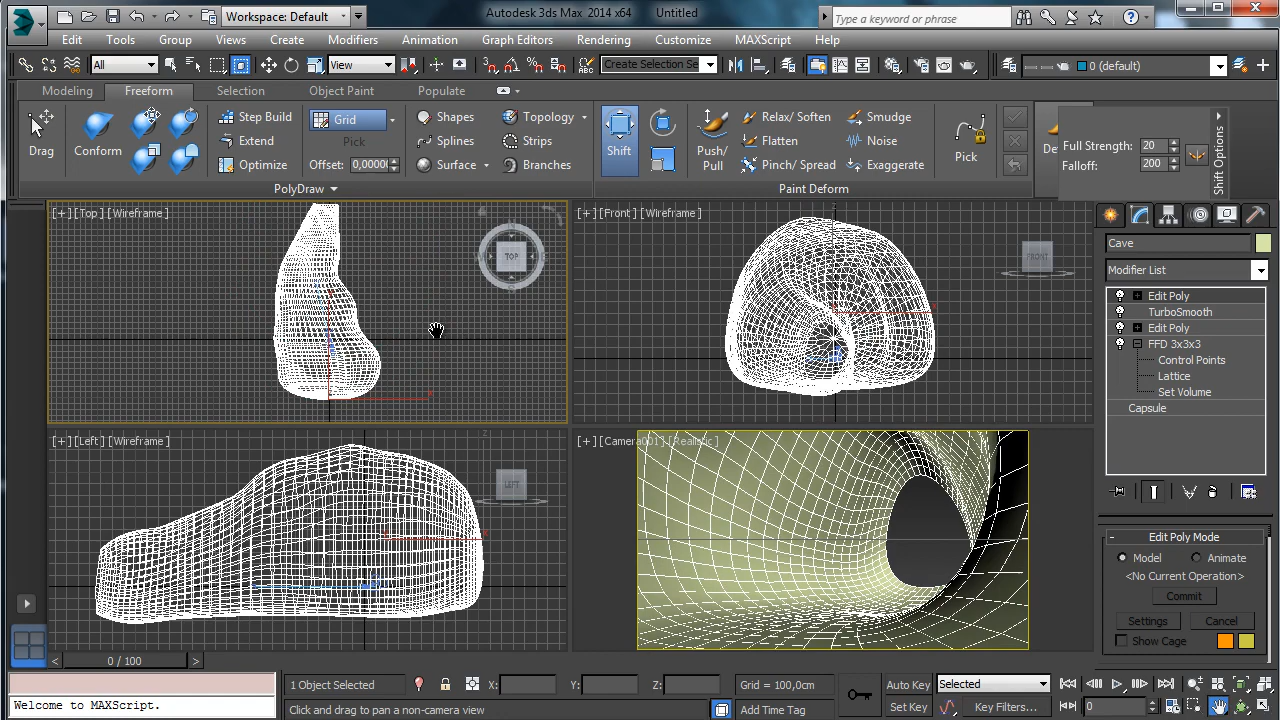 Workspace: Default
Autodesk 3ds Max 2014 x64 Untitled
Type a keyword or phrase
Edit Tools Group Views Create Modifiers Animation Graph Editors Rendering Customize MAXScript Help
All
View
Create Selection Se
0 (default)
Modeling Freeform Selection Object Paint Populate
Drag
Conform
Step Build
Extend
Optimize
Grid
Pick
Offset: 0,0000
Shapes
Splines
Surface
Topology
Strips
Branches
PolyDraw
Shift
Push/
Pull
Relax/ Soften
Flatten
Pinch/ Spread
Smudge
Noise
Exaggerate
Pick
Paint Deform
De
Full Strength: 20
Falloff: 200
Shift Options
[+] [Top] [Wireframe]
TOP
[+] [Front] [Wireframe]
FRONT
[+] [Left] [Wireframe]
LEFT
[+] [Camera001] [Realistic]
Cave
Modifier List
Edit Poly
TurboSmooth
Edit Poly
FFD 3x3x3
Control Points
Lattice
Set Volume
Capsule
- Edit Poly Mode
Model Animate
<No Current Operation>
Commit
Settings Cancel
Show Cage
< 0 / 100 >
Welcome to MAXScript.
1 Object Selected
X: Y: Z:
Grid = 100,0cm
Click and drag to pan a non-camera view
Add Time Tag
Auto Key Selected
Set Key Key Filters...
0